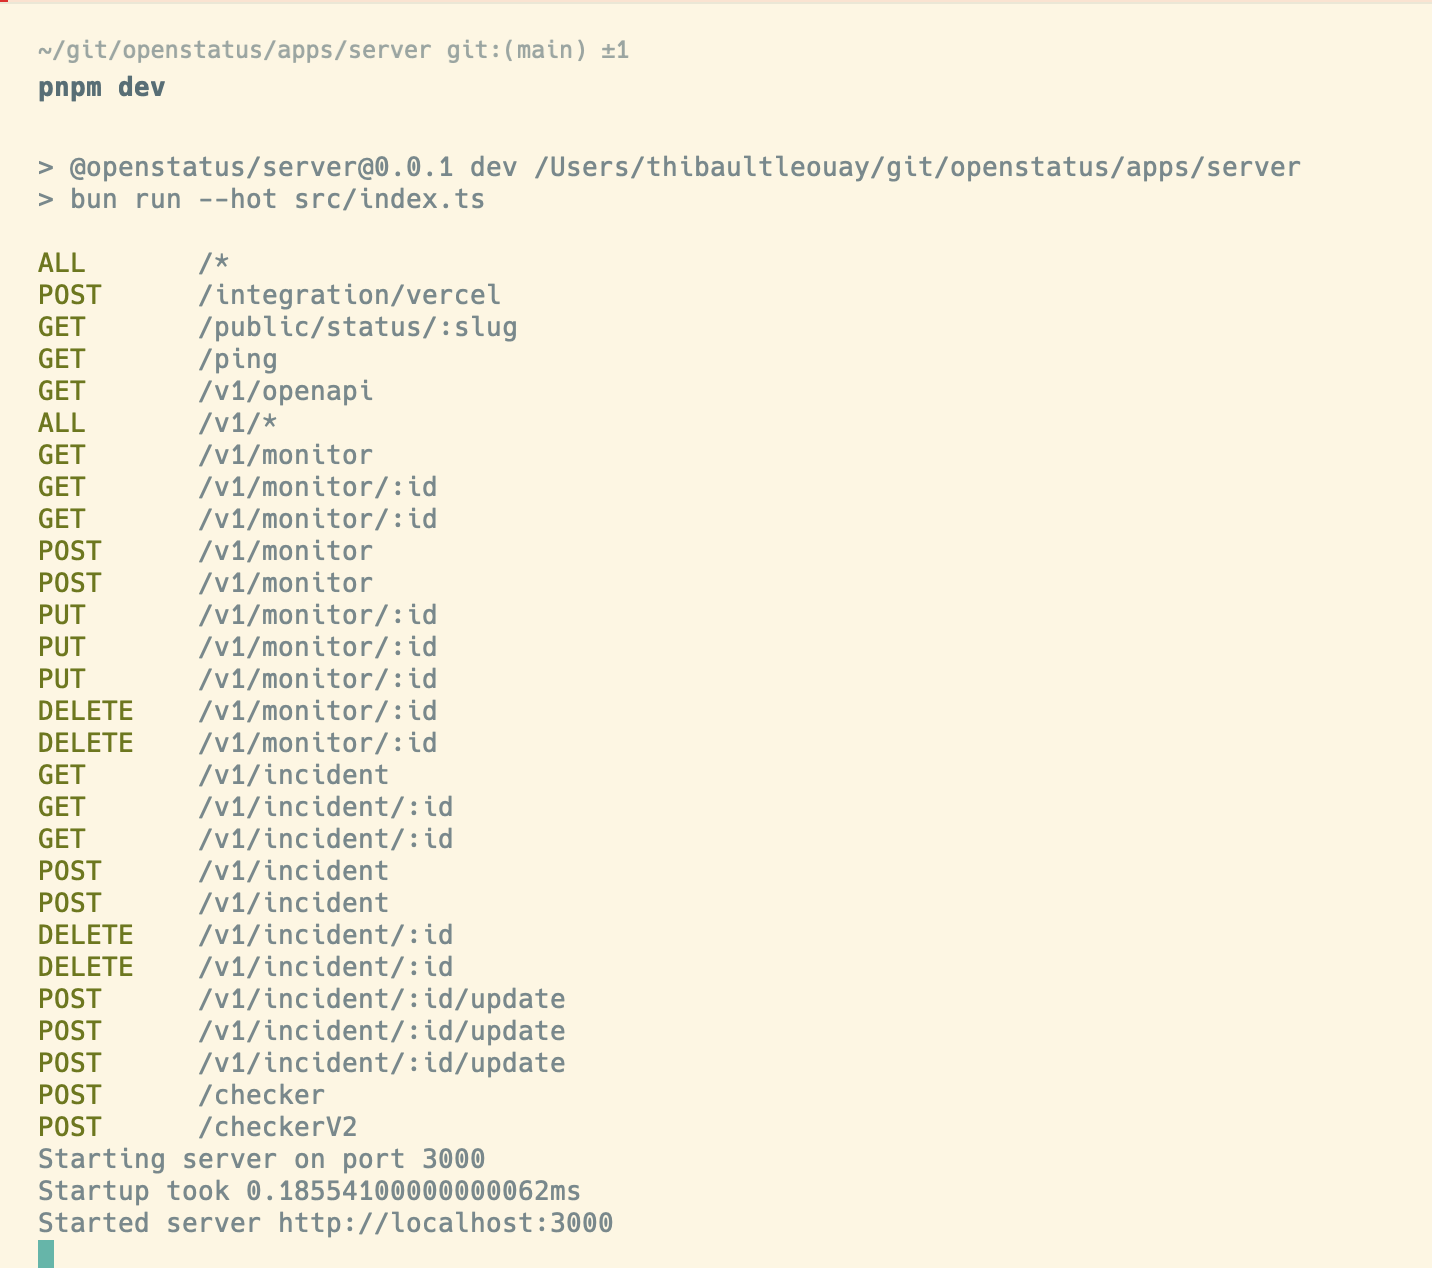 ~/git/openstatus/apps/server git:(main) ±1
pnpm dev
> @openstatus/server@0.0.1 dev /Users/thibaultleouay/git/openstatus/apps/server
> bun run --hot src/index.ts
ALL /*
POST /integration/vercel
GET /public/status/:slug
GET /ping
GET /v1/openapi
ALL /v1/*
GET /v1/monitor
GET /v1/monitor/:id
GET /v1/monitor/:id
POST /v1/monitor
POST /v1/monitor
PUT /v1/monitor/:id
PUT /v1/monitor/:id
PUT /v1/monitor/:id
DELETE /v1/monitor/:id
DELETE /v1/monitor/:id
GET /v1/incident
GET /v1/incident/:id
GET /v1/incident/:id
POST /v1/incident
POST /v1/incident
DELETE /v1/incident/:id
DELETE /v1/incident/:id
POST /v1/incident/:id/update
POST /v1/incident/:id/update
POST /v1/incident/:id/update
POST /checker
POST /checkerV2
Starting server on port 3000
Startup took 0.18554100000000062ms
Started server http://localhost:3000